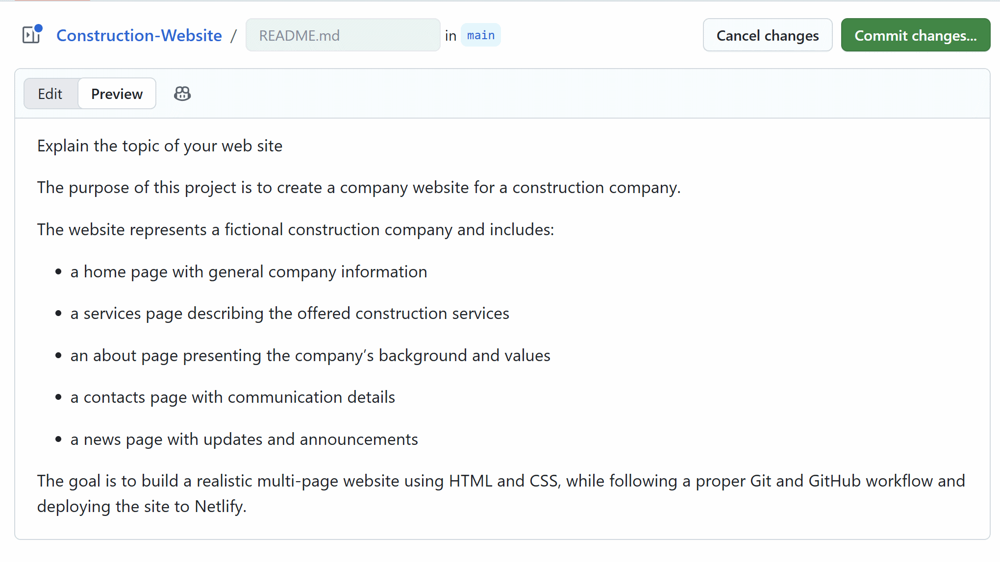 Construction-Website / README.md in main Cancel changes Commit changes...
Edit Preview
Explain the topic of your web site
The purpose of this project is to create a company website for a construction company.
The website represents a fictional construction company and includes:
• a home page with general company information
• a services page describing the offered construction services
• an about page presenting the company’s background and values
• a contacts page with communication details
• a news page with updates and announcements
The goal is to build a realistic multi-page website using HTML and CSS, while following a proper Git and GitHub workflow and
deploying the site to Netlify.